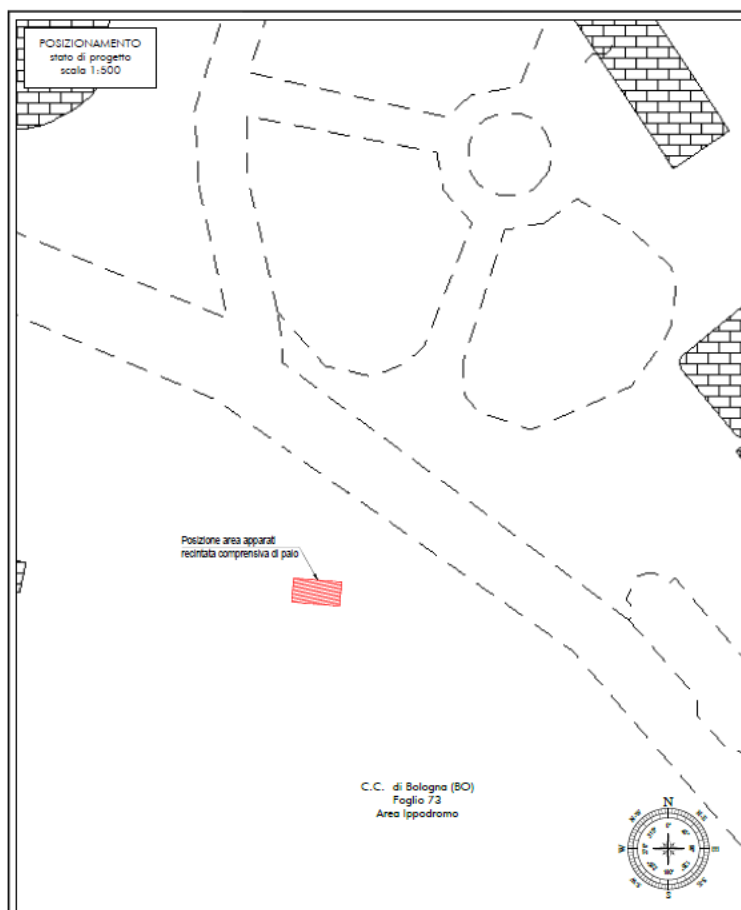 POSIZIONAMENTO
stato di progetto
scala 1:500
Posizione area apparati
recintata comprensiva di palo
C.C. di Bologna (BO)
Foglio 73
Area Ippodromo
N
W
E
S